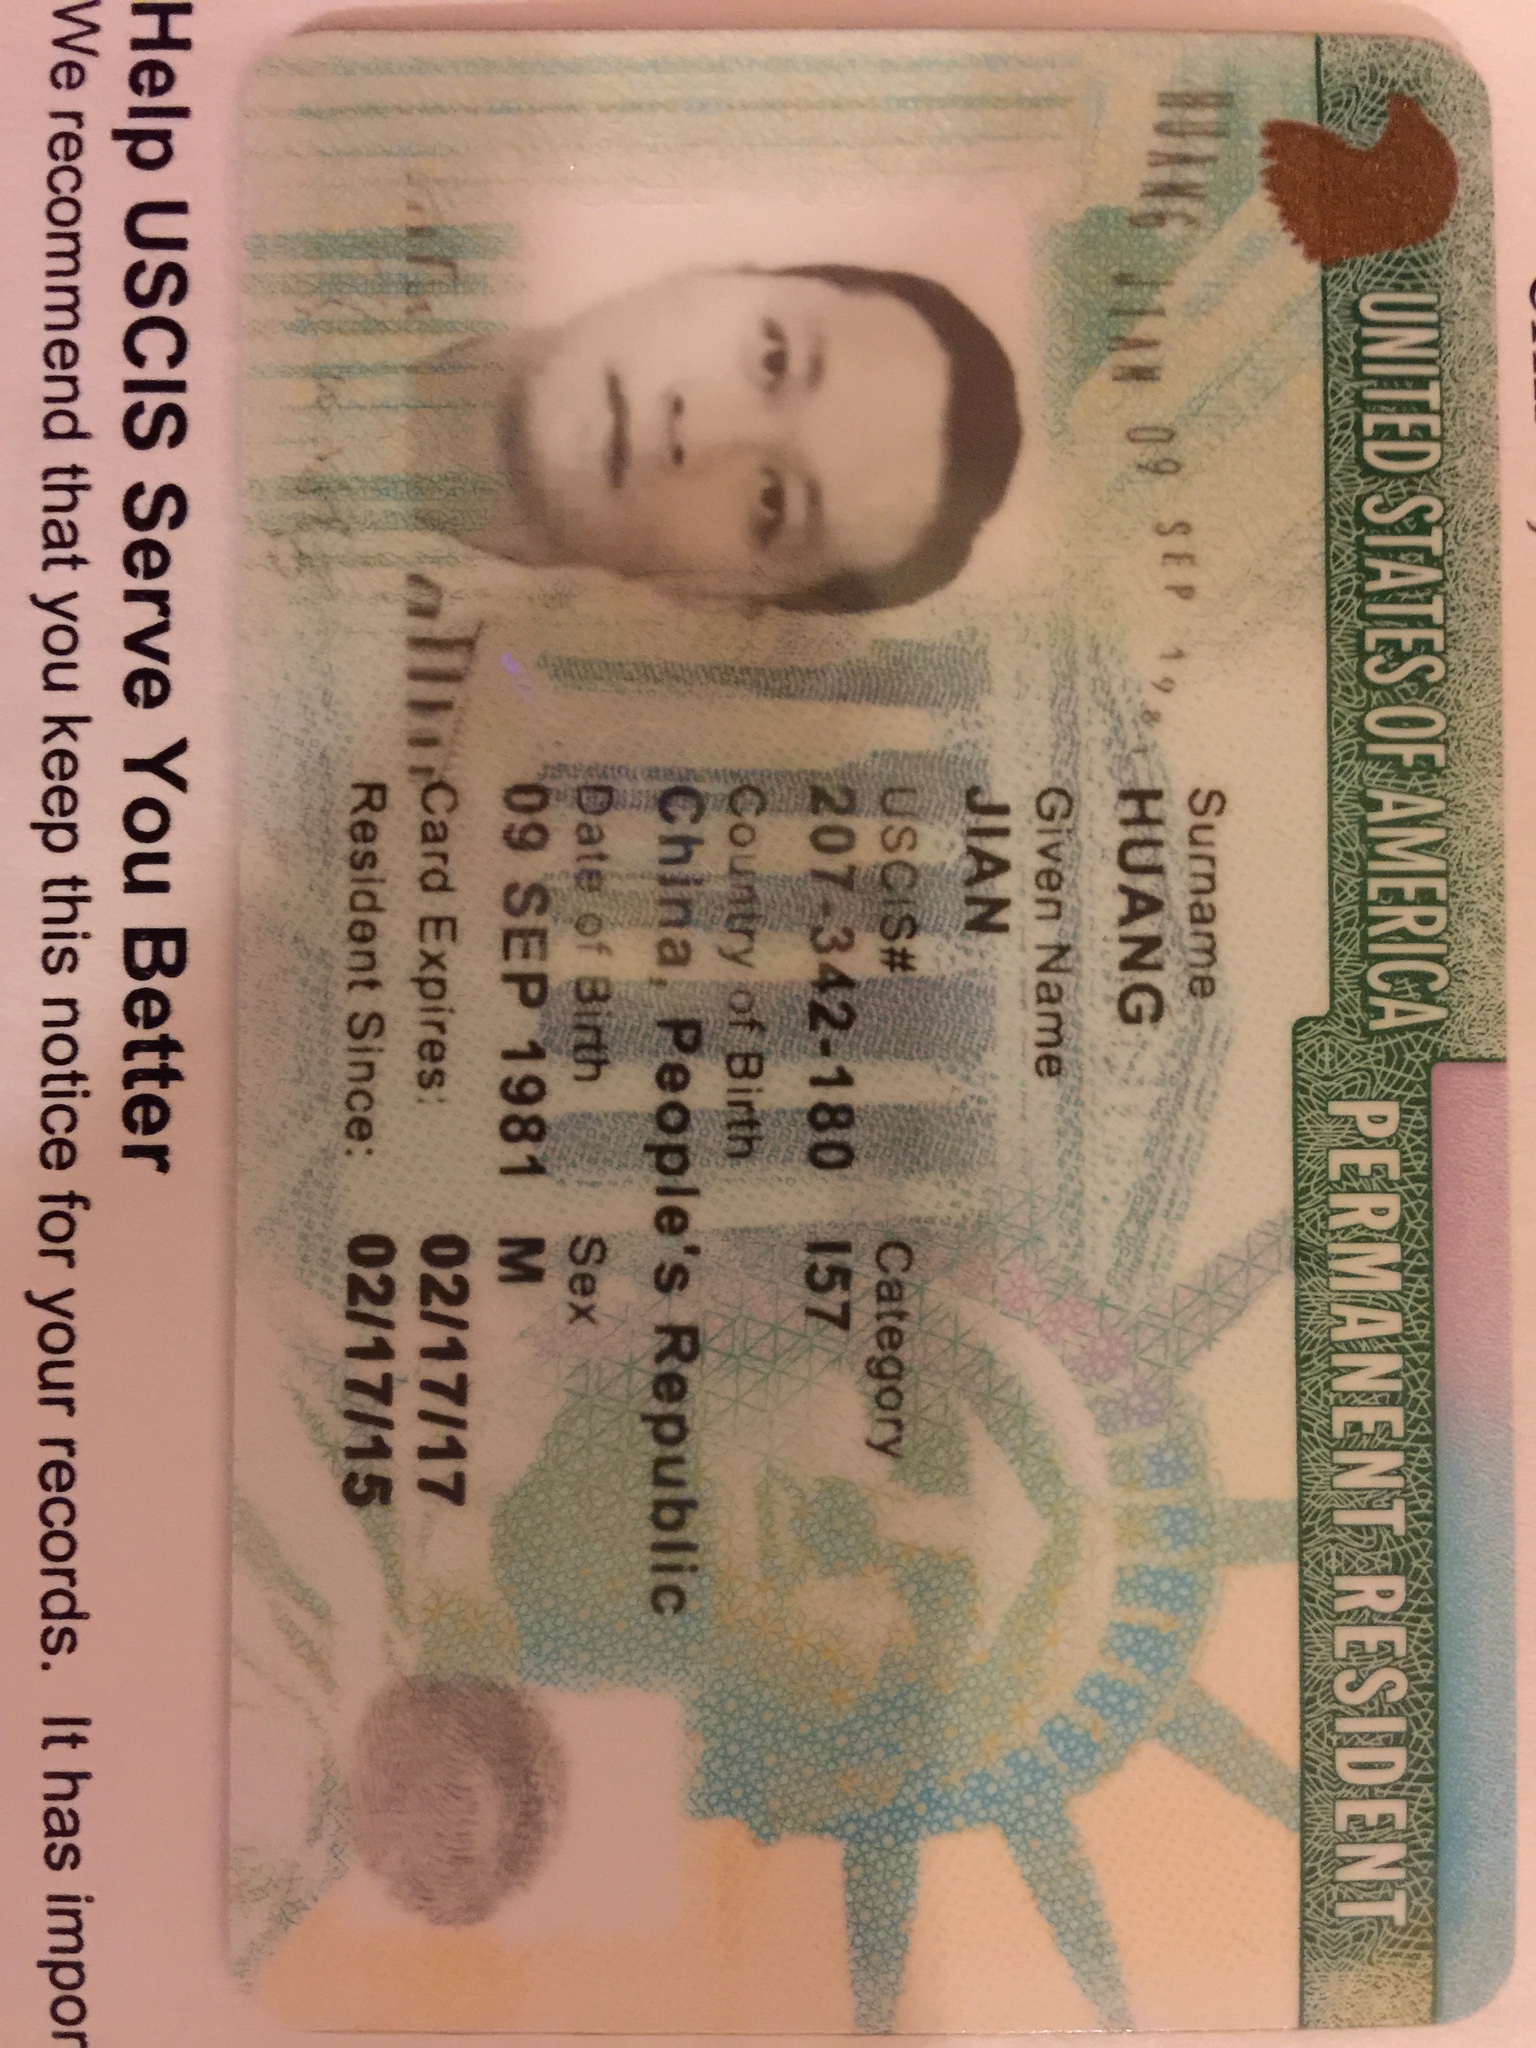 UNITED STATES OF AMERICA
PERMANENT RESIDENT
HUANG JIAN 09 SEP 1981
Surname
HUANG
Given Name
JIAN
USCIS# Category
207-342-180 I57
Country of Birth
China, People's Republic
Date of Birth Sex
09 SEP 1981 M
Card Expires: 02/17/17
Resident Since: 02/17/15
Help USCIS Serve You Better
We recommend that you keep this notice for your records. It has